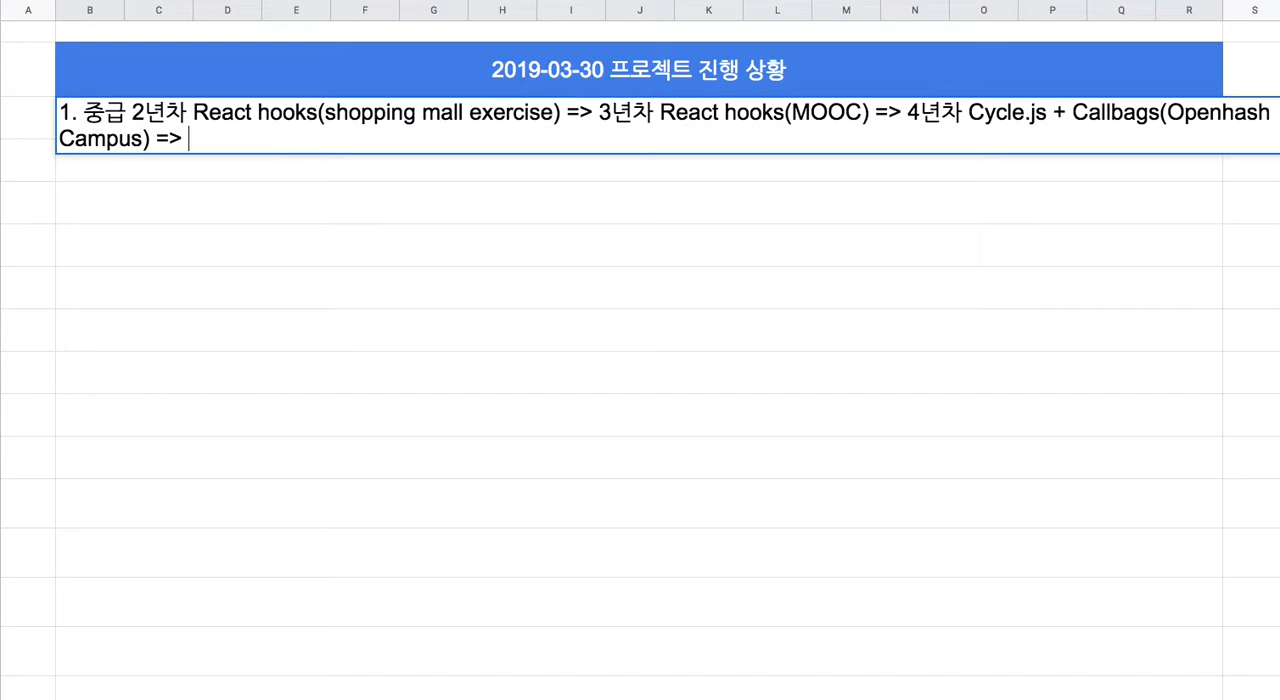 A B C D E F G H I J K L M N O P Q R S
2019-03-30 프로젝트 진행 상황
1. 중급 2년차 React hooks(shopping mall exercise) => 3년차 React hooks(MOOC) => 4년차 Cycle.js + Callbags(Openhash
Campus) =>